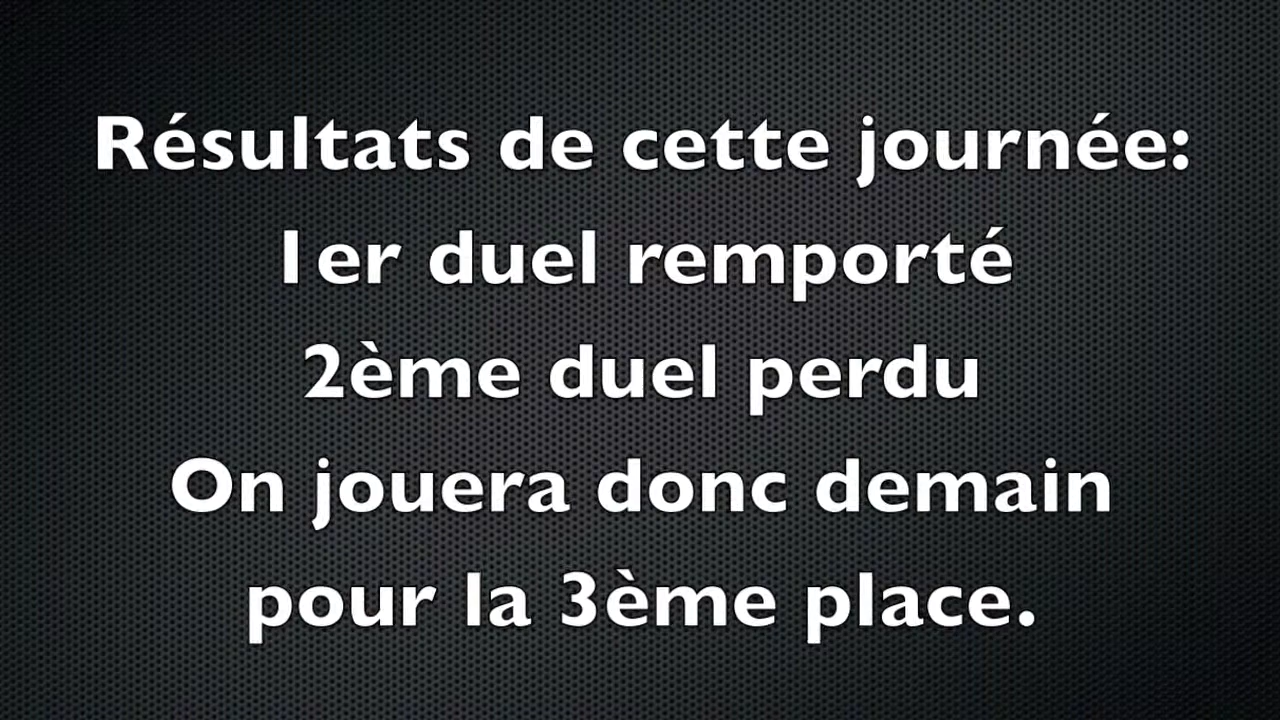 Résultats de cette journée:
1er duel remporté
2ème duel perdu
On jouera donc demain
pour la 3ème place.